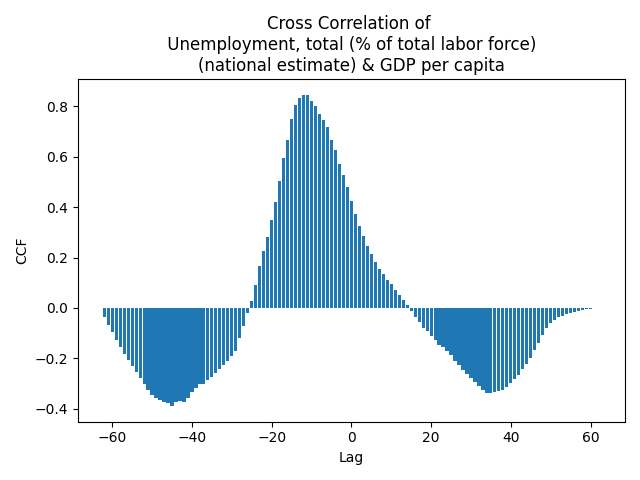 Cross Correlation of
Unemployment, total (% of total labor force)
(national estimate) & GDP per capita
CCF
0.8
0.6
0.4
0.2
0.0
−0.2
−0.4
−60
−40
−20
0
20
40
60
Lag